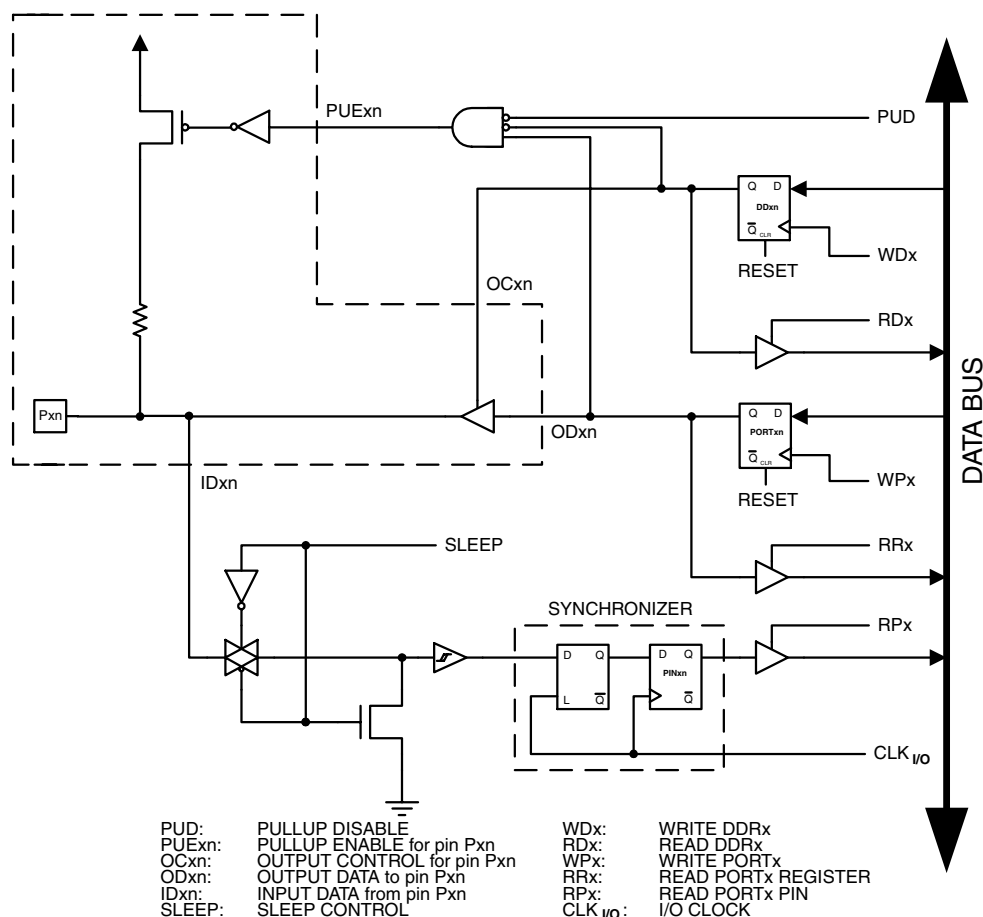 PUExn
PUD
Q D
DDxn
Q CLR
WDx
RESET
OCxn
RDx
Pxn
ODxn
Q D
PORTxn
Q CLR
WPx
RESET
IDxn
DATA BUS
SLEEP
RRx
SYNCHRONIZER
RPx
D Q
L Q
D Q
PINxn
Q
CLK I/O
PUD: PULLUP DISABLE
PUExn: PULLUP ENABLE for pin Pxn
OCxn: OUTPUT CONTROL for pin Pxn
ODxn: OUTPUT DATA to pin Pxn
IDxn: INPUT DATA from pin Pxn
SLEEP: SLEEP CONTROL
WDx: WRITE DDRx
RDx: READ DDRx
WPx: WRITE PORTx
RRx: READ PORTx REGISTER
RPx: READ PORTx PIN
CLK I/O: I/O CLOCK